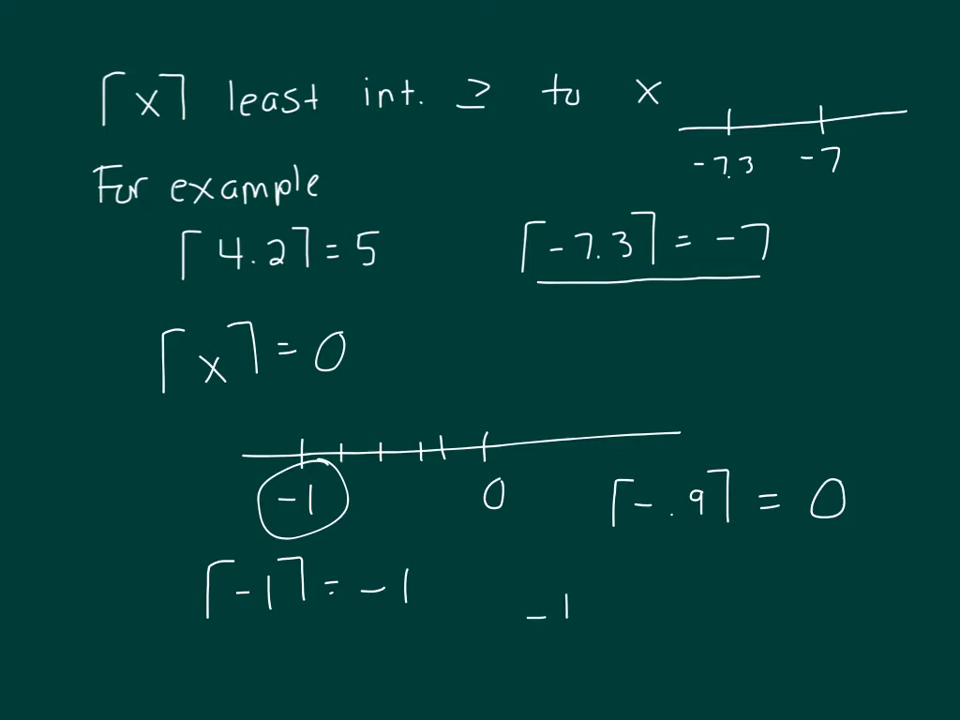 ⌈x⌉ least int. ≥ to x
-7.3 -7
For example
⌈4.2⌉ = 5 ⌈-7.3⌉ = -7
⌈x⌉ = 0
-1 0 ⌈-.9⌉ = 0
⌈-1⌉ = -1 -1